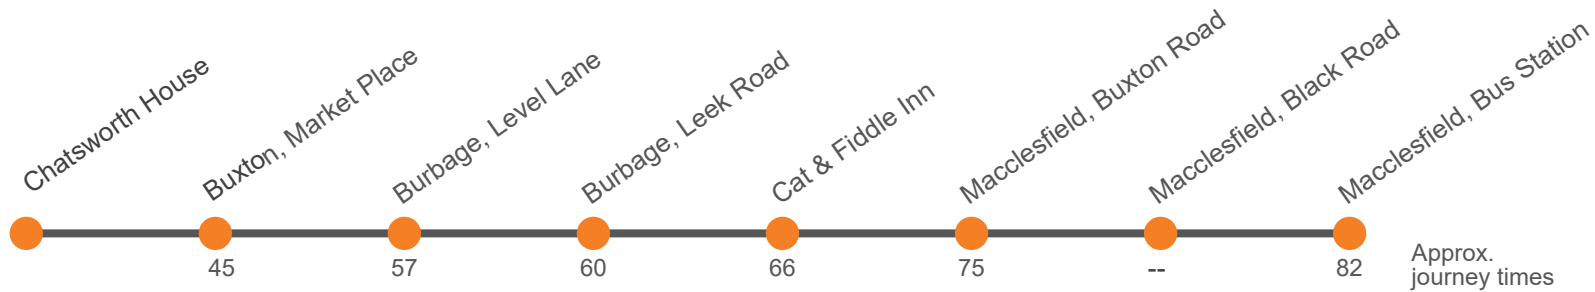 Chatsworth House
Buxton, Market Place
Burbage, Level Lane
Burbage, Leek Road
Cat & Fiddle Inn
Macclesfield, Buxton Road
Macclesfield, Black Road
Macclesfield, Bus Station
45
57
60
66
75
--
82
Approx.
journey times